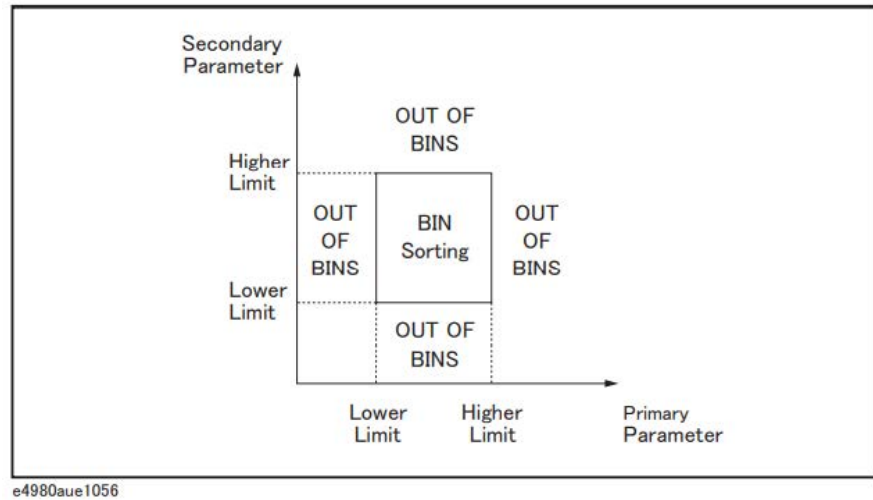 Secondary
Parameter
OUT OF
BINS
Higher
Limit
OUT
OF
BINS
BIN
Sorting
OUT
OF
BINS
Lower
Limit
OUT OF
BINS
Lower
Limit
Higher
Limit
Primary
Parameter
e4980aue1056